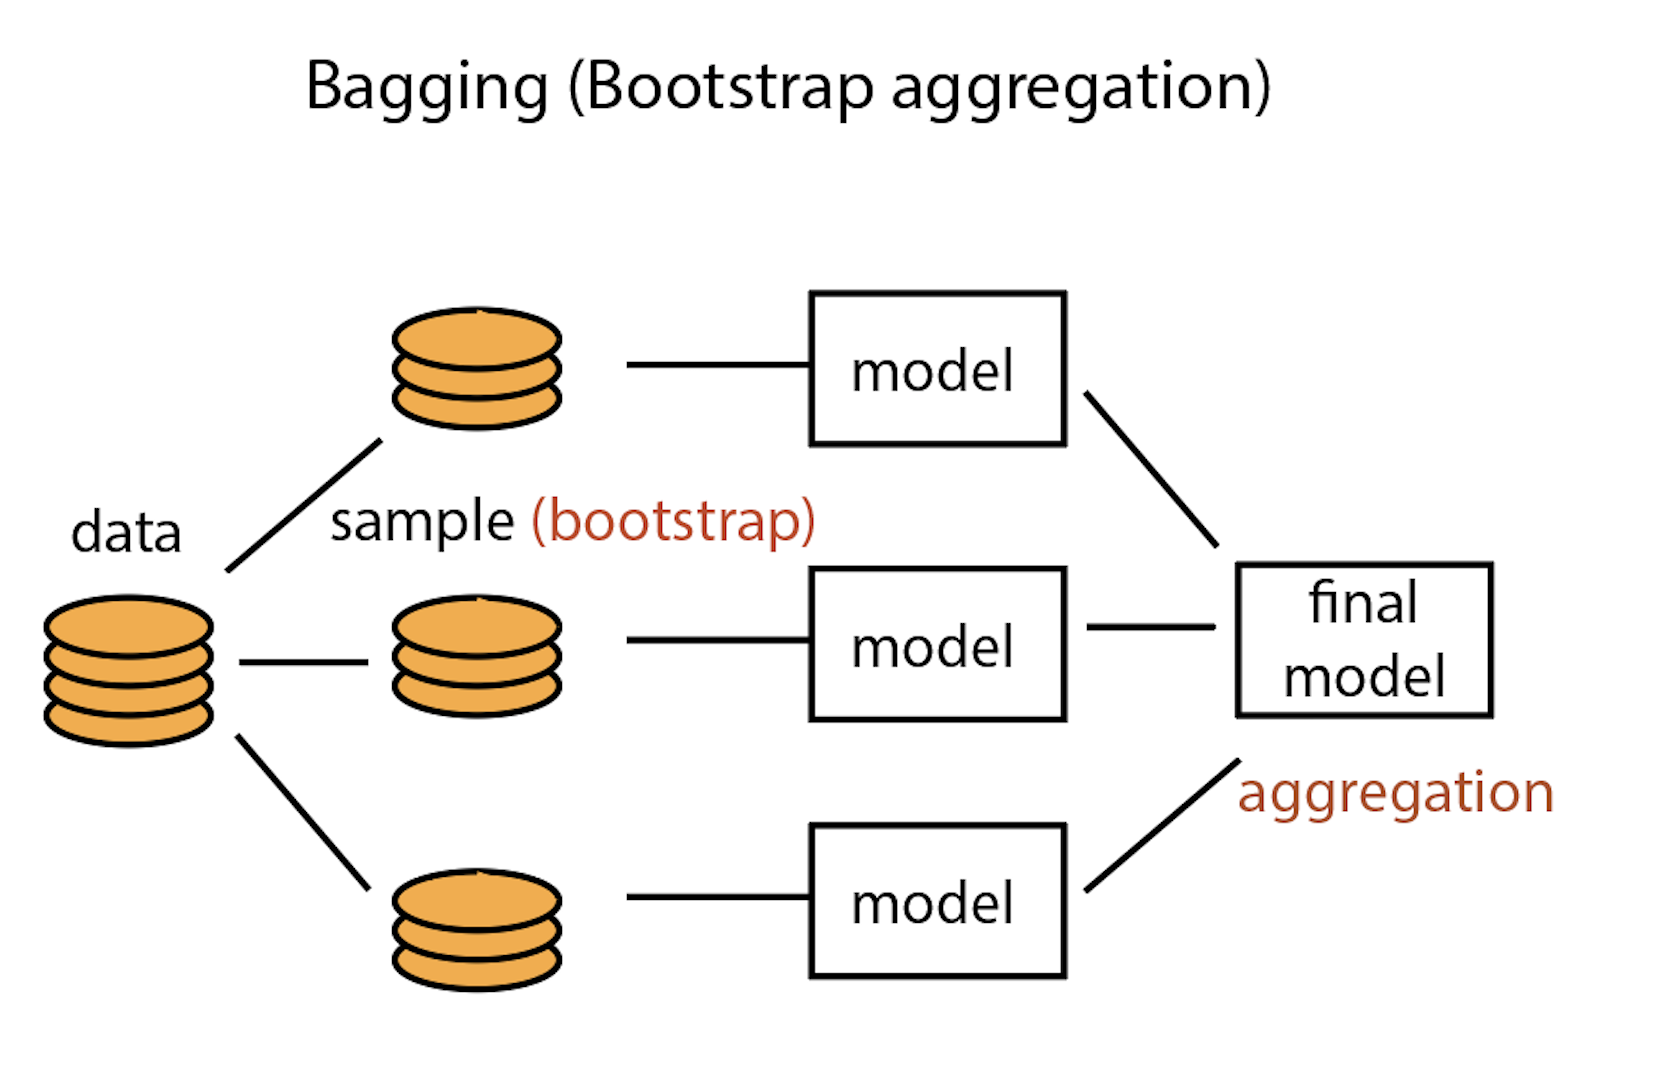 Bagging (Bootstrap aggregation)
model
data
sample (bootstrap)
model
final
model
aggregation
model